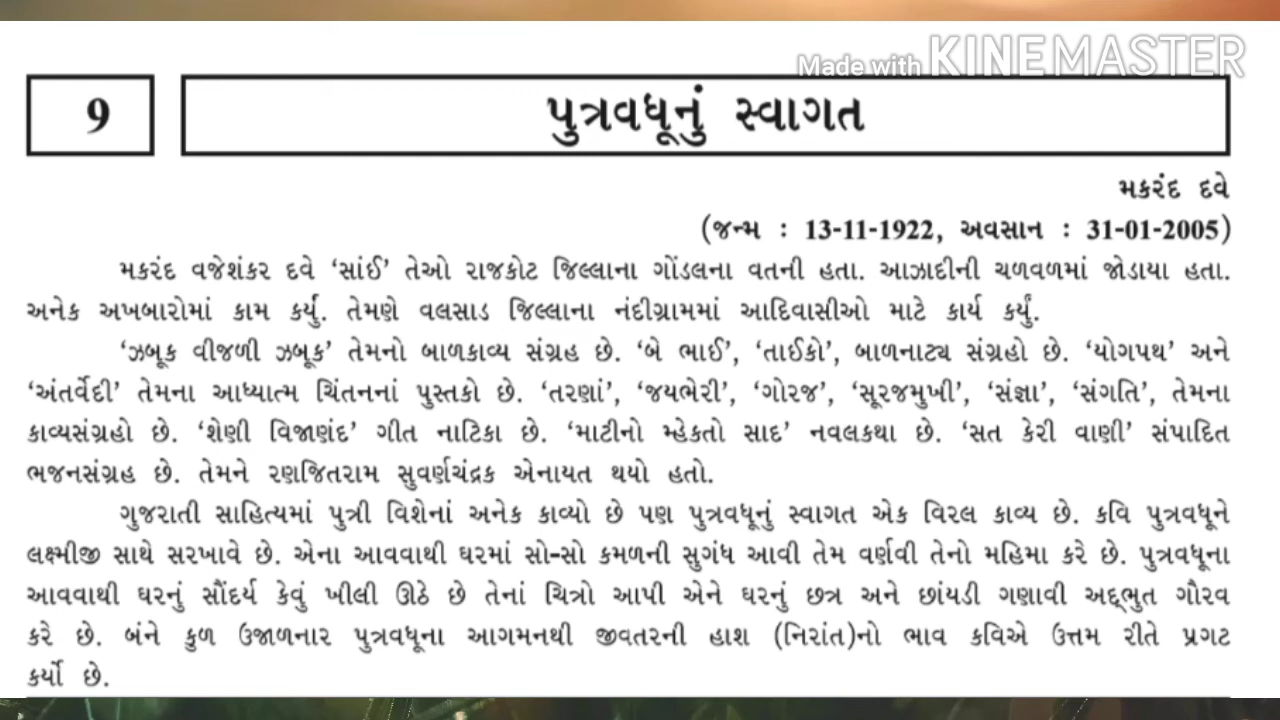 Made with KINEMASTER
9
પુત્રવધૂનું સ્વાગત
મકરંદ દવે
(જન્મ : 13-11-1922, અવસાન : 31-01-2005)
મકરંદ વજેશંકર દવે ‘સાંઈ’ તેઓ રાજકોટ જિલ્લાના ગોંડલના વતની હતા. આઝાદીની ચળવળમાં જોડાયા હતા.
અનેક અખબારોમાં કામ કર્યું. તેમણે વલસાડ જિલ્લાના નંદીગ્રામમાં આદિવાસીઓ માટે કાર્ય કર્યું.
‘ઝબૂક વીજળી ઝબૂક’ તેમનો બાળકાવ્ય સંગ્રહ છે. ‘બે ભાઈ’, ‘તાઈકો’, બાળનાટ્ય સંગ્રહો છે. ‘યોગપથ’ અને
‘અંતર્વેદી’ તેમના આધ્યાત્મ ચિંતનનાં પુસ્તકો છે. ‘તરણાં’, ‘જયભેરી’, ‘ગોરજ’, ‘સૂરજમુખી’, ‘સંજ્ઞા’, ‘સંગતિ’, તેમના
કાવ્યસંગ્રહો છે. ‘શેણી વિજાણંદ’ ગીત નાટિકા છે. ‘માટીનો મ્હેકતો સાદ’ નવલકથા છે. ‘સત કેરી વાણી’ સંપાદિત
ભજનસંગ્રહ છે. તેમને રણજિતરામ સુવર્ણચંદ્રક એનાયત થયો હતો.
ગુજરાતી સાહિત્યમાં પુત્રી વિશેનાં અનેક કાવ્યો છે પણ પુત્રવધૂનું સ્વાગત એક વિરલ કાવ્ય છે. કવિ પુત્રવધૂને
લક્ષ્મીજી સાથે સરખાવે છે. એના આવવાથી ઘરમાં સો-સો કમળની સુગંધ આવી તેમ વર્ણવી તેનો મહિમા કરે છે. પુત્રવધૂના
આવવાથી ઘરનું સૌંદર્ય કેવું ખીલી ઊઠે છે તેનાં ચિત્રો આપી એને ઘરનું છત્ર અને છાંયડી ગણાવી અદ્ભુત ગૌરવ
કરે છે. બંને કુળ ઉજાળનાર પુત્રવધૂના આગમનથી જીવતરની હાશ (નિરાંત)નો ભાવ કવિએ ઉત્તમ રીતે પ્રગટ
કર્યો છે.